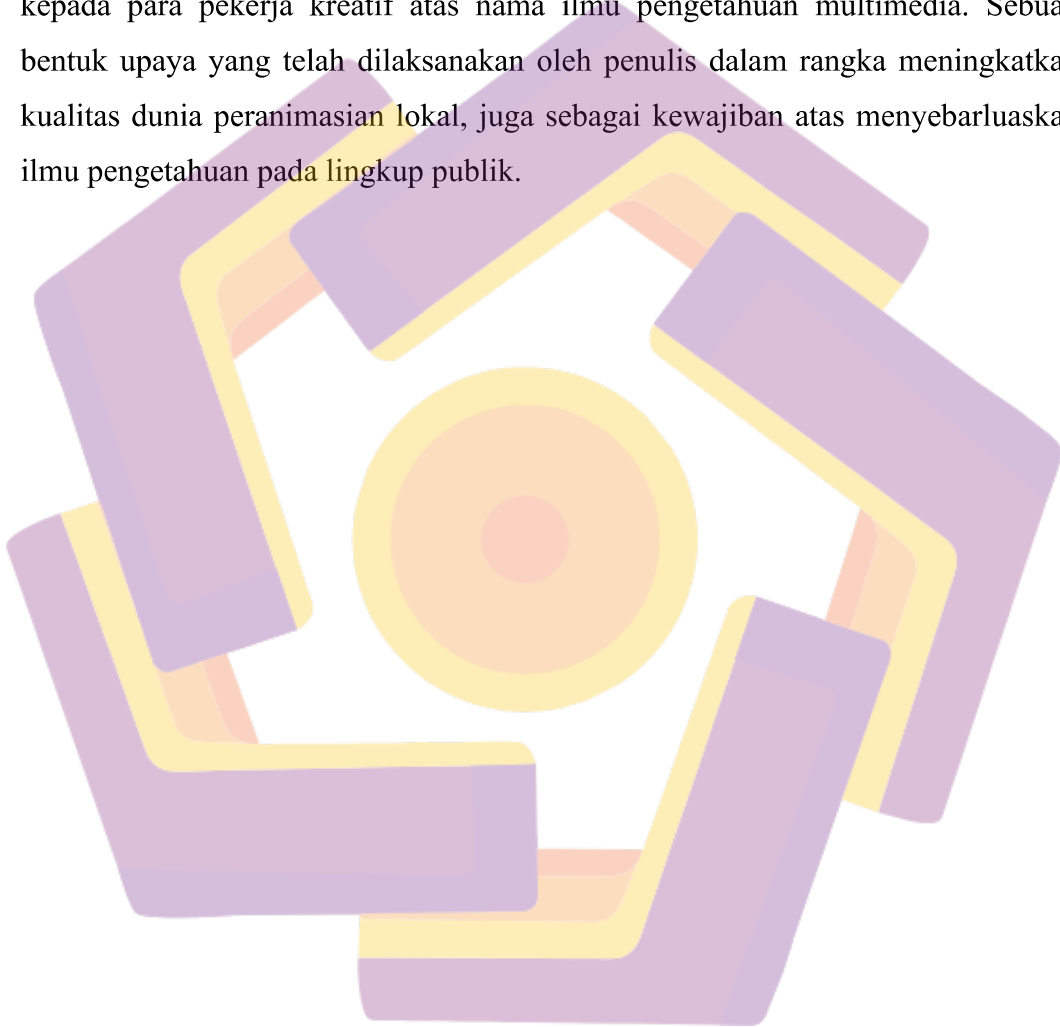 kepada para pekerja kreatif atas nama ilmu pengetahuan multimedia. Sebua
bentuk upaya yang telah dilaksanakan oleh penulis dalam rangka meningkatka
kualitas dunia peranimasian lokal, juga sebagai kewajiban atas menyebarluaska
ilmu pengetahuan pada lingkup publik.